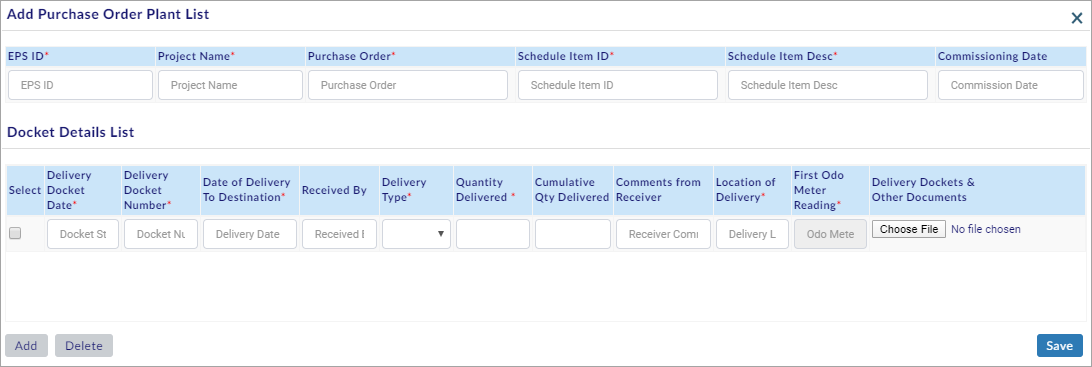 Add Purchase Order Plant List
×
EPS ID* Project Name* Purchase Order* Schedule Item ID* Schedule Item Desc* Commissioning Date
EPS ID Project Name Purchase Order Schedule Item ID Schedule Item Desc Commission Date
Docket Details List
Select Delivery Docket Date* Delivery Docket Number* Date of Delivery To Destination* Received By Delivery Type* Quantity Delivered * Cumulative Qty Delivered Comments from Receiver Location of Delivery* First Odo Meter Reading* Delivery Dockets & Other Documents
Docket St Docket Nu Delivery Date Received E Receiver Com Delivery L Odo Mete Choose File No file chosen
Add Delete Save